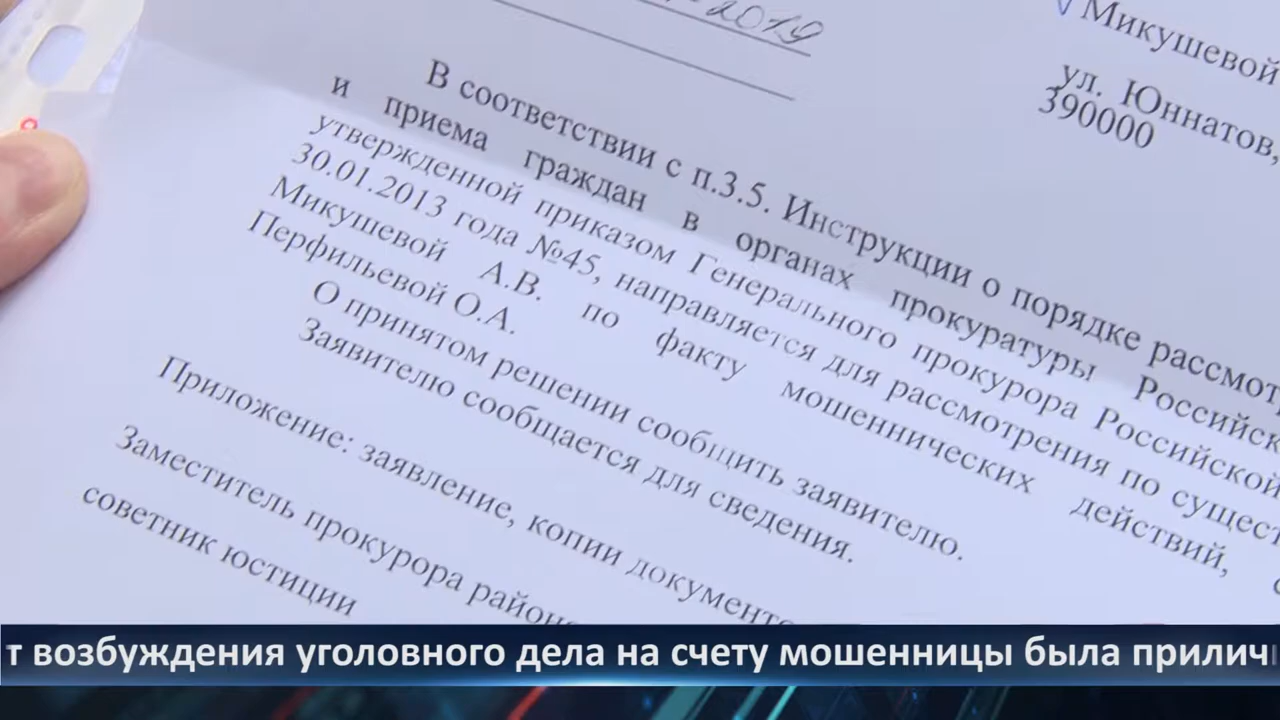 2019
Микушевой
ул. Юннатов,
390000
В соответствии с п.3.5. Инструкции о порядке рассмот
и приема граждан в органах прокуратуры Российск
утвержденной приказом Генерального прокурора Российской
30.01.2013 года №45, направляется для рассмотрения по сущест
Микушевой А.В. по факту мошеннических действий, с
Перфильевой О.А.
О принятом решении сообщить заявителю.
Заявителю сообщается для сведения.
Приложение: заявление, копии документо
Заместитель прокурора район
советник юстиции
т возбуждения уголовного дела на счету мошенницы была приличн